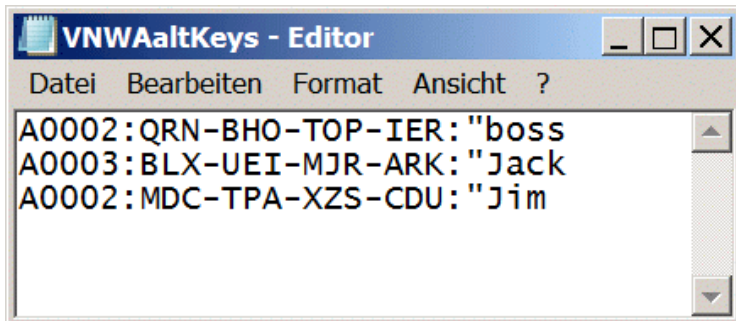 VNWAaltKeys - Editor
Datei Bearbeiten Format Ansicht ?
A0002:QRN-BHO-TOP-IER:"boss
A0003:BLX-UEI-MJR-ARK:"Jack
A0002:MDC-TPA-XZS-CDU:"Jim